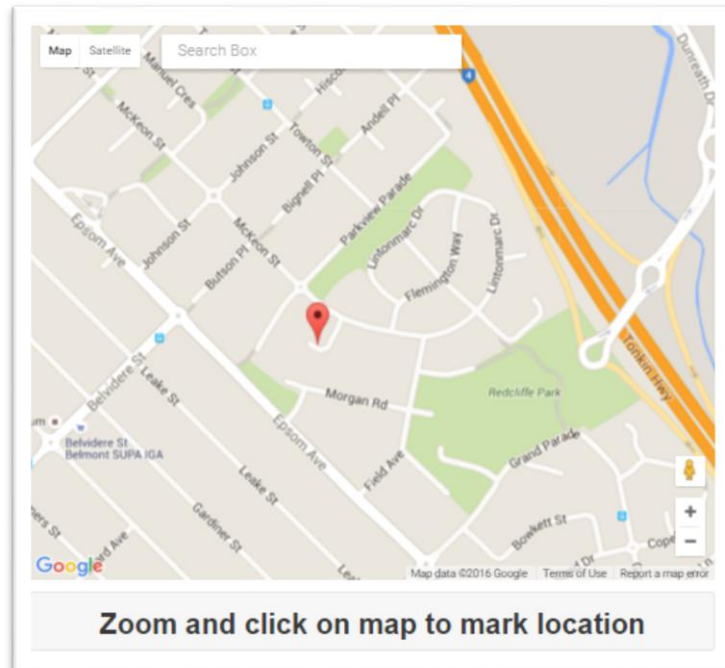 Map
Satellite
Search Box
4
Dunreath Dr
Manuel Cres
McKeon St
Towton St
Andell Pl
Johnson St
Bignell Pl
Parkview Parade
Lintonmarc Dr
Epsom Ave
Johnson St
Butson Pl
McKeon St
Flemington Way
Lintonmarc Dr
Tonkin Hwy
Belvidere St
Leake St
Morgan Rd
Redcliffe Park
Belvidere St
Belmont SUPA IGA
Epsom Ave
Grand Parade
Field Ave
Leake St
Gardiner St
Bowkett St
+
−
Google
Map data ©2016 Google
Terms of Use
Report a map error
Zoom and click on map to mark location